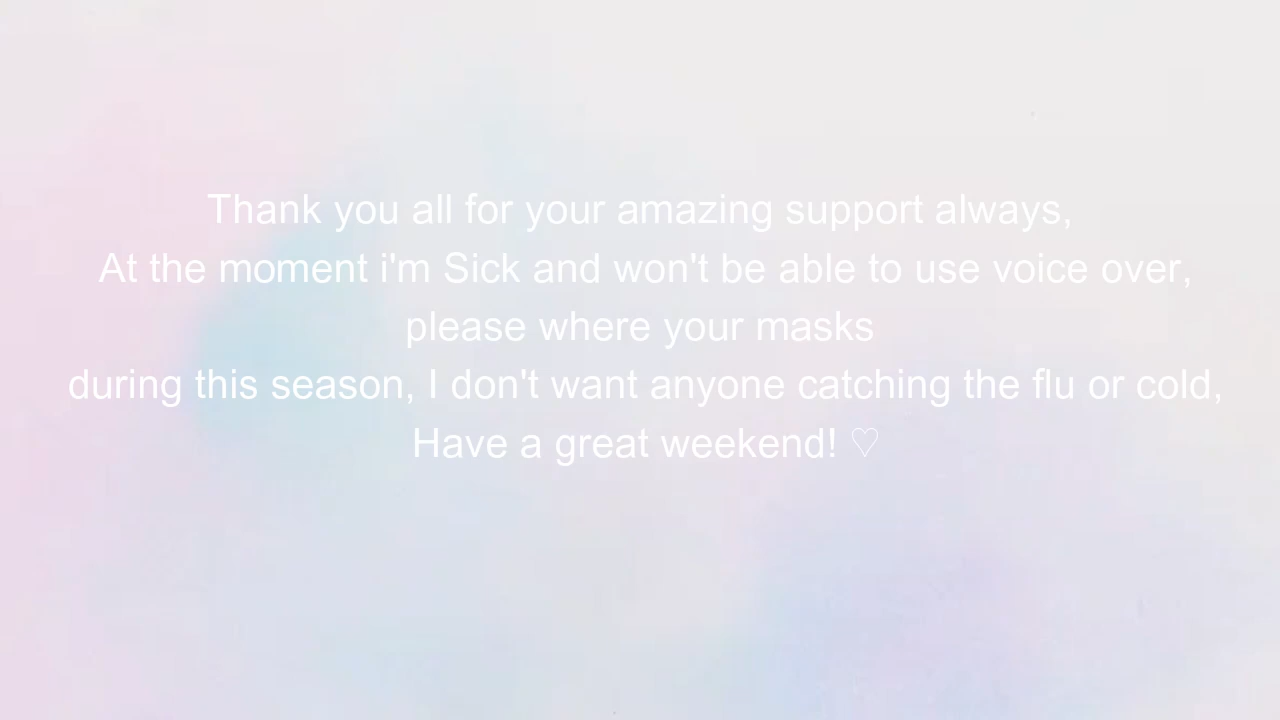 Thank you all for your amazing support always,
At the moment i'm Sick and won't be able to use voice over,
please where your masks
during this season, I don't want anyone catching the flu or cold,
Have a great weekend! ♡